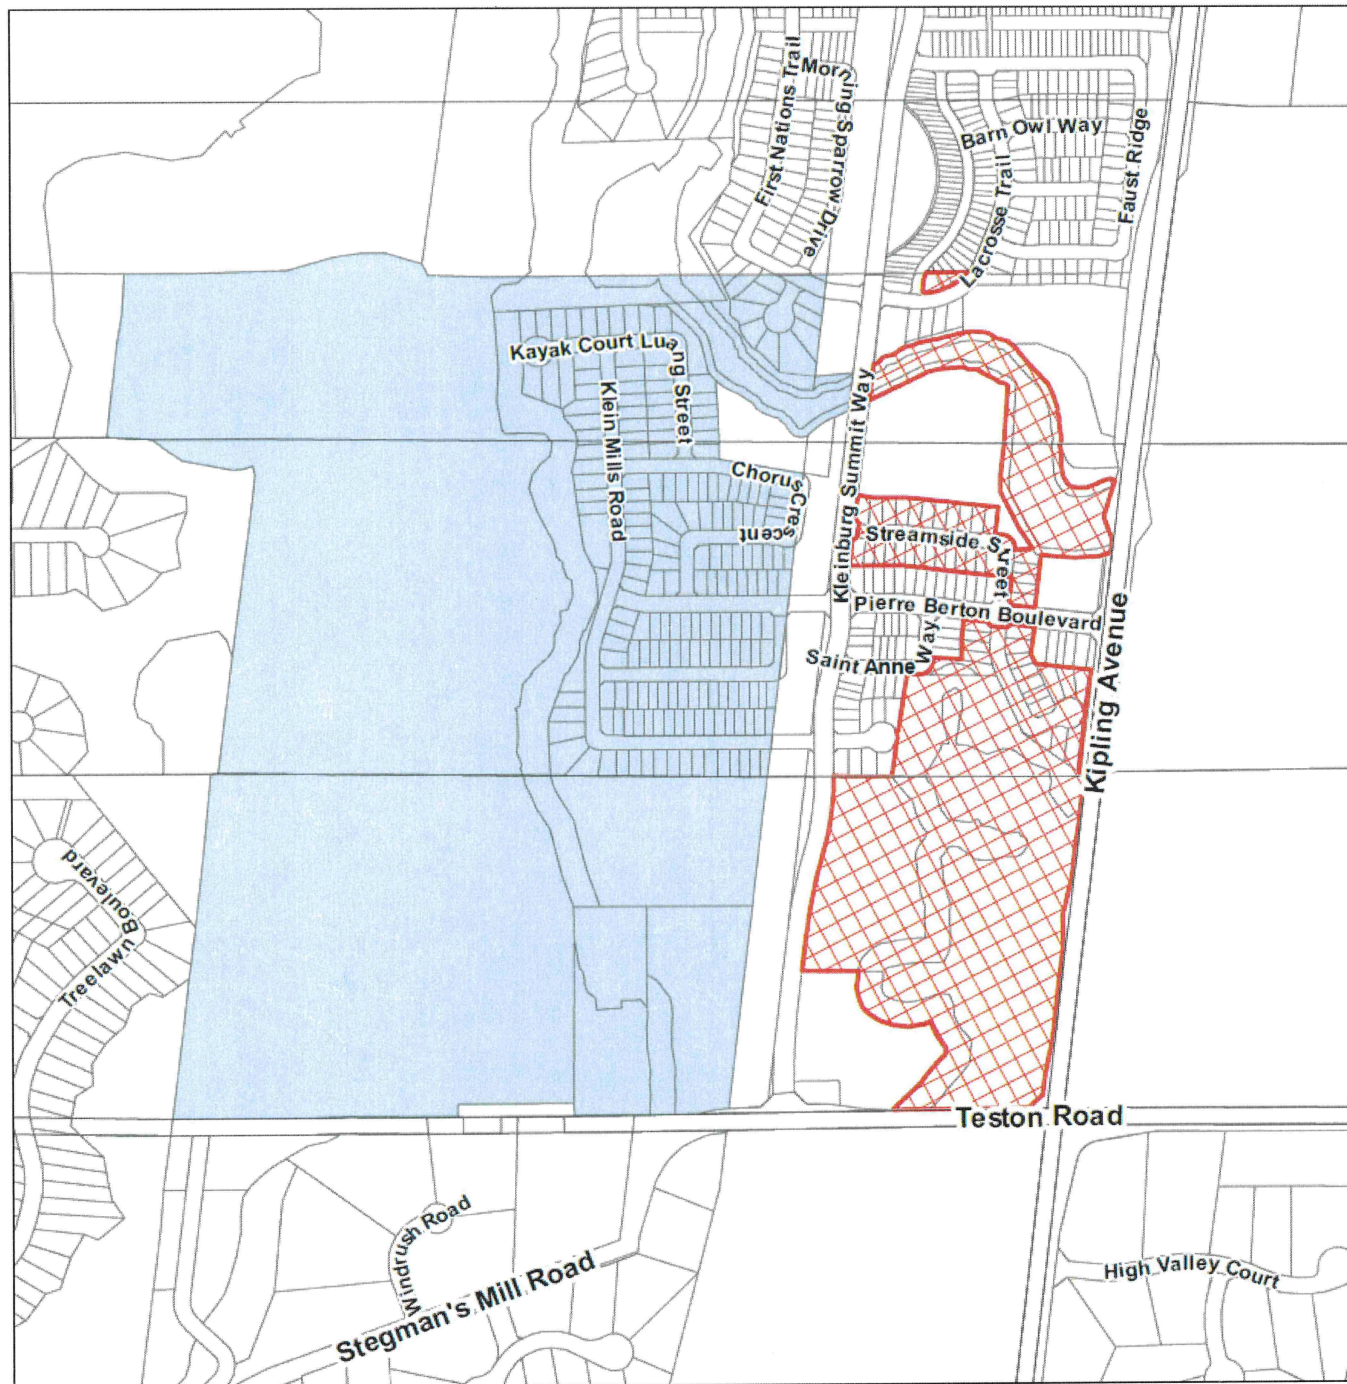 First Nations Trail
Morning Sparrow Drive
Barn Owl Way
Faust Ridge
Lacrosse Trail
Kayak Court
Luang Street
Klein Mills Road
Kleinburg Summit Way
Chorus Crescent
Streamside Street
Pierre Berton Boulevard
Saint Anne Way
Kipling Avenue
Treelawn Boulevard
Teston Road
Windrush Road
Stegman's Mill Road
High Valley Court